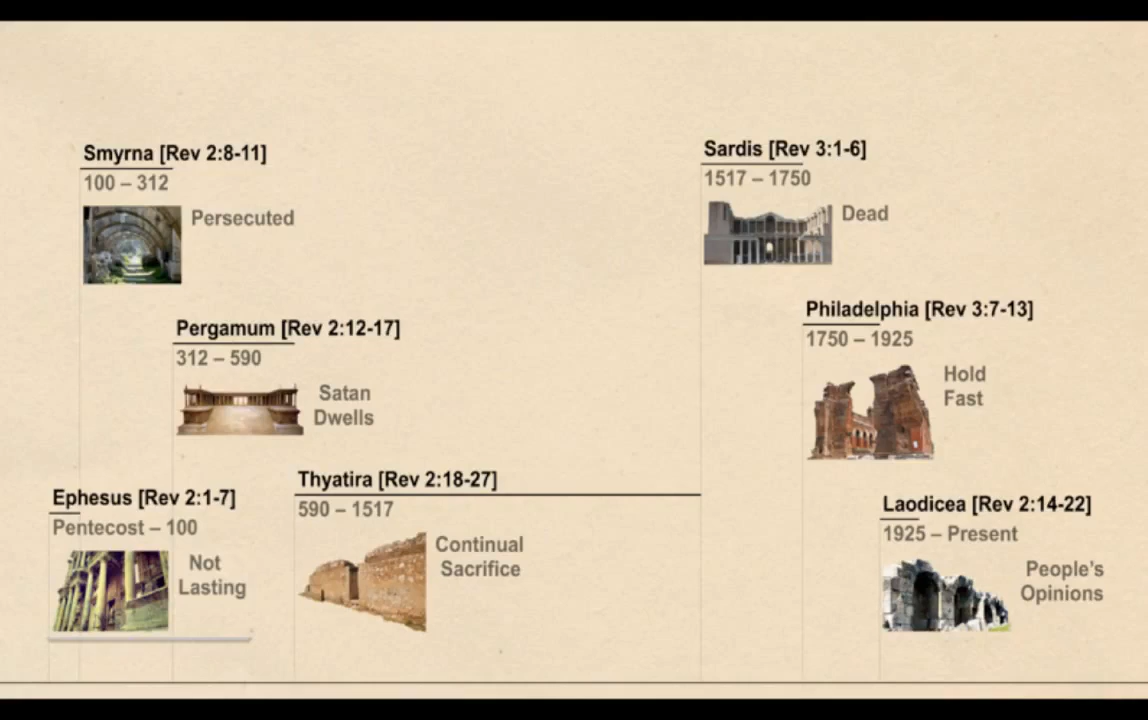 Smyrna [Rev 2:8-11]
100 – 312
Persecuted
Pergamum [Rev 2:12-17]
312 – 590
Satan
Dwells
Ephesus [Rev 2:1-7]
Pentecost – 100
Not
Lasting
Thyatira [Rev 2:18-27]
590 – 1517
Continual
Sacrifice
Sardis [Rev 3:1-6]
1517 – 1750
Dead
Philadelphia [Rev 3:7-13]
1750 – 1925
Hold
Fast
Laodicea [Rev 2:14-22]
1925 – Present
People's
Opinions